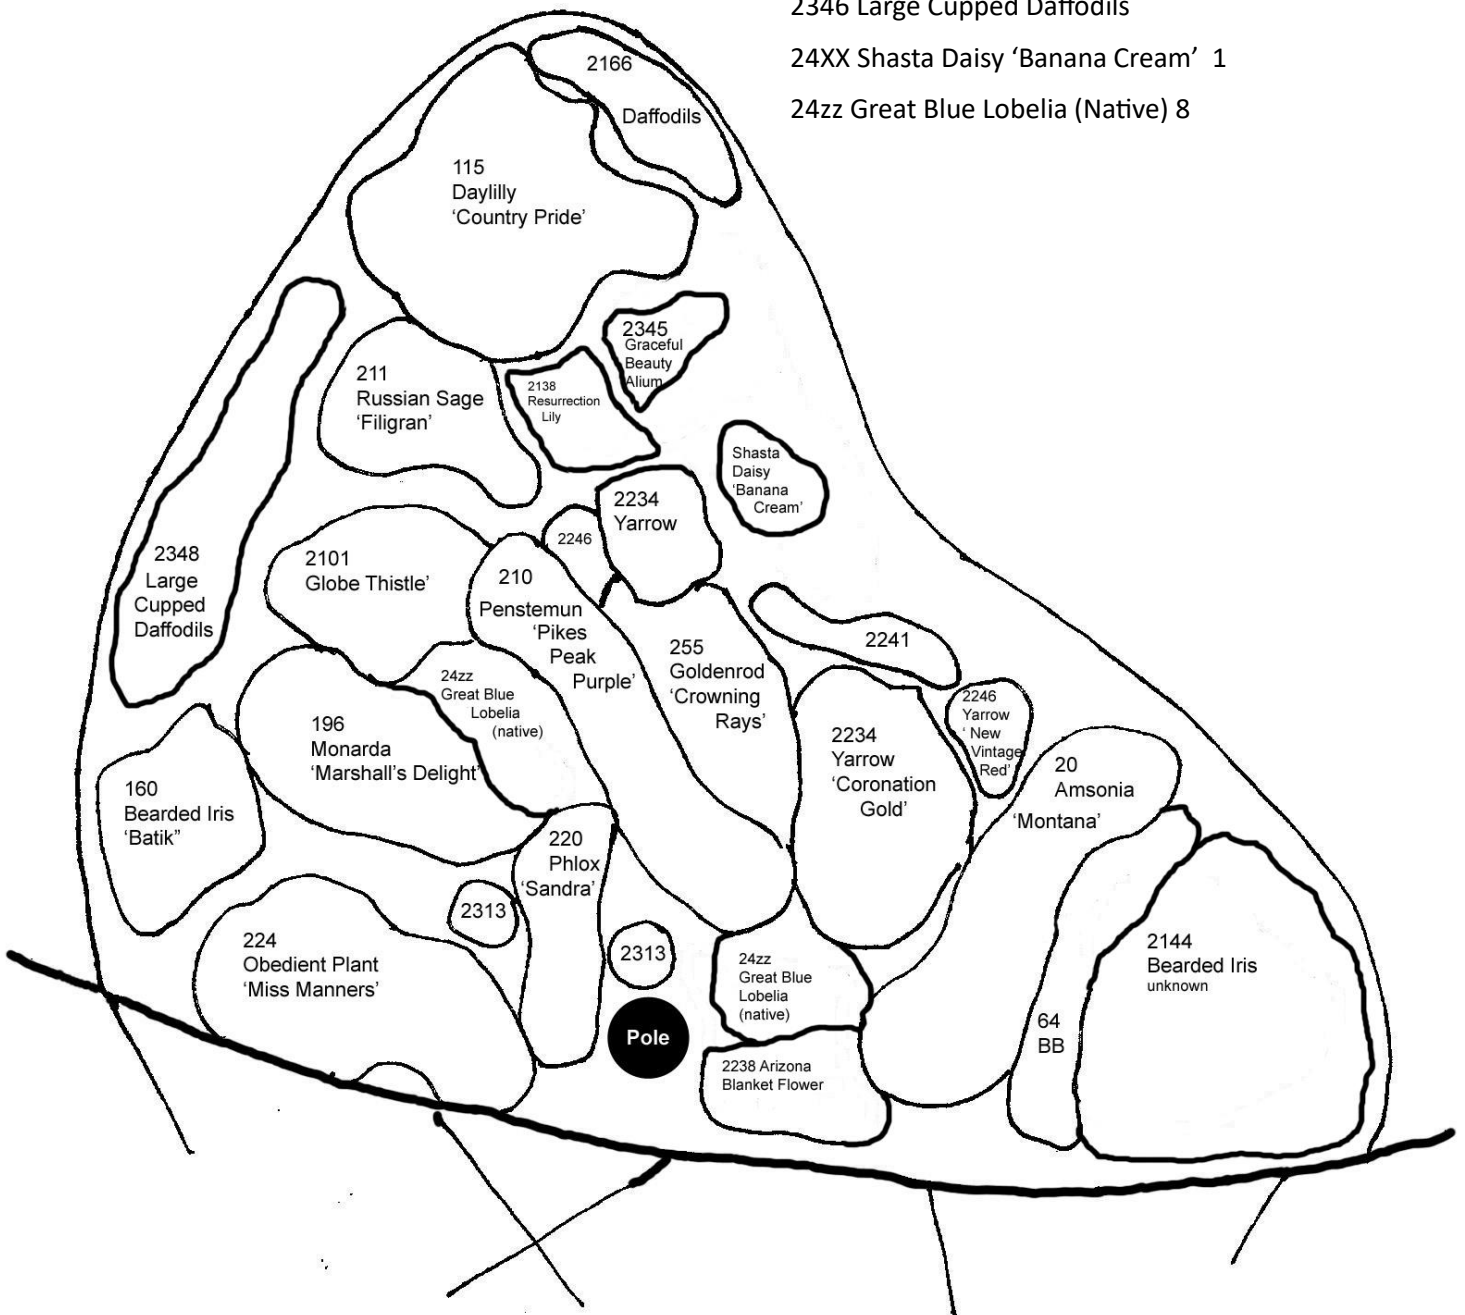 2346 Large Cupped Daffodils
24XX Shasta Daisy ‘Banana Cream’ 1
24zz Great Blue Lobelia (Native) 8
2166
Daffodils
115
Daylilly
‘Country Pride’
2345
Graceful
Beauty
Alium
211
Russian Sage
‘Filigran’
2138
Resurrection
Lily
Shasta
Daisy
‘Banana
Cream’
2234
Yarrow
2246
2348
Large
Cupped
Daffodils
2101
Globe Thistle’
210
Penstemun
‘Pikes
Peak
Purple’
255
Goldenrod
‘Crowning
Rays’
2241
24zz
Great Blue
Lobelia
(native)
2246
Yarrow
‘ New
Vintage
Red’
196
Monarda
‘Marshall’s Delight’
2234
Yarrow
‘Coronation
Gold’
20
Amsonia
‘Montana’
160
Bearded Iris
‘Batik”
220
Phlox
‘Sandra’
2313
224
Obedient Plant
‘Miss Manners’
2313
24zz
Great Blue
Lobelia
(native)
2144
Bearded Iris
unknown
64
BB
Pole
2238 Arizona
Blanket Flower